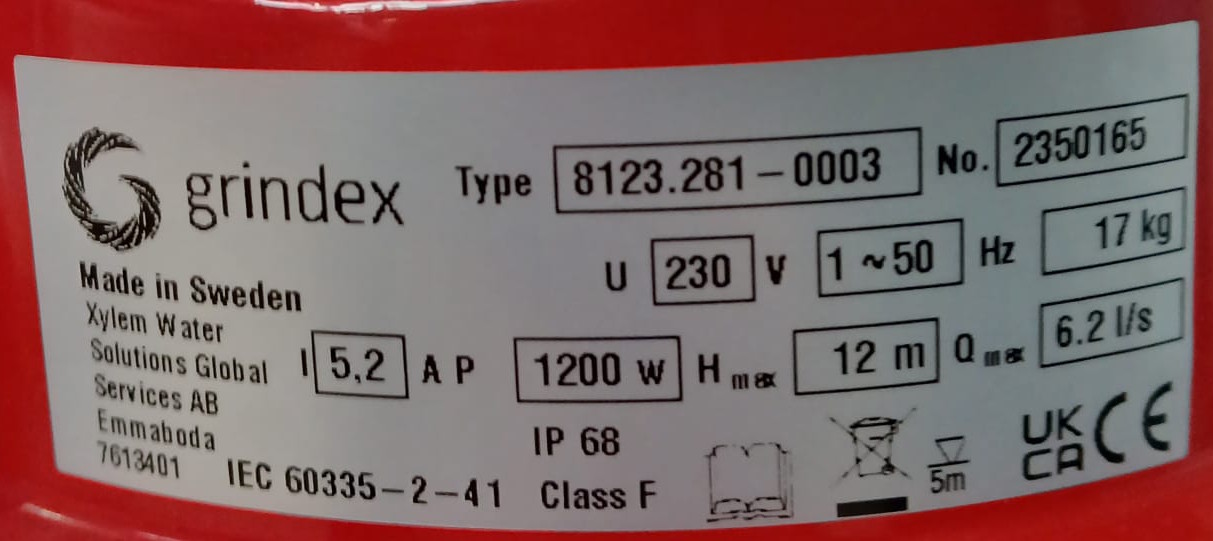 grindex
Type 8123.281-0003 No. 2350165
U 230 V 1~50 Hz 17 kg
Made in Sweden
Xylem Water
Solutions Global
Services AB
Emmaboda
7613401
I 5,2 A P 1200 W H max 12 m Q max 6.2 l/s
IP 68
IEC 60335-2-41 Class F
5m
UK
CA
CE